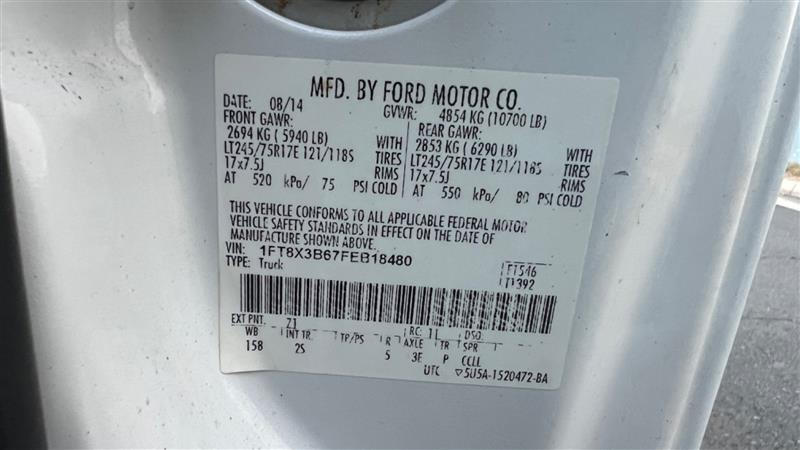 MFD. BY FORD MOTOR CO.
DATE: 08/14 GVWR: 4854 KG (10700 LB)
FRONT GAWR: REAR GAWR:
2694 KG ( 5940 LB) WITH 2853 KG ( 6290 LB) WITH
LT245/75R17E 121/118S TIRES LT245/75R17E 121/118S TIRES
17x7.5J RIMS 17x7.5J RIMS
AT 520 kPa/ 75 PSI COLD AT 550 kPa/ 80 PSI COLD
THIS VEHICLE CONFORMS TO ALL APPLICABLE FEDERAL MOTOR
VEHICLE SAFETY STANDARDS IN EFFECT ON THE DATE OF
MANUFACTURE SHOWN ABOVE.
VIN: 1FT8X3B67FEB18480
TYPE: Truck
F1546
T1392
EXT PNT: Z1 RC: 11 DSO:
WB INT TR TP/PS R AXLE TR SPR
158 2S 5 3E P CCLL
UTC ▽5U5A-1520472-BA